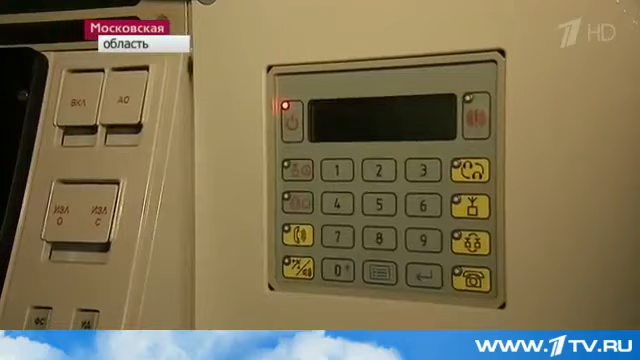 Московская
область
1 HD
ВКЛ
АО
ИЗЛ ИЗЛ
О С
1 2 3
4 5 6
7 8 9
0
WWW.1TV.RU